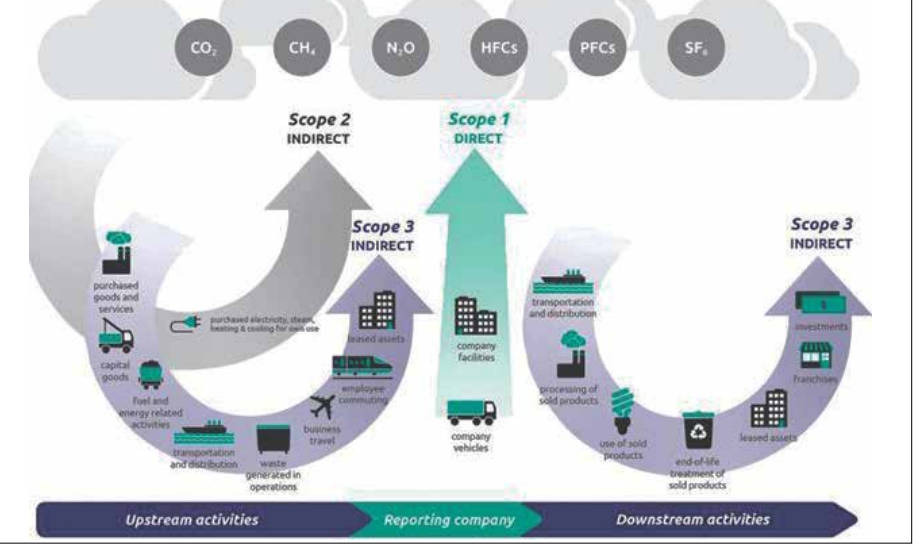 CO₂ CH₄ N₂O HFCs PFCs SF₆
Scope 2
INDIRECT
Scope 1
DIRECT
Scope 3
INDIRECT
Scope 3
INDIRECT
purchased
goods and
services
capital
goods
fuel and
energy related
activities
transportation
and distribution
waste
generated in
operations
business
travel
employee
commuting
leased assets
purchased electricity, steam,
heating & cooling for own use
company
facilities
company
vehicles
transportation
and distribution
processing of
sold products
use of sold
products
end-of-life
treatment of
sold products
leased assets
franchises
investments
Upstream activities
Reporting company
Downstream activities